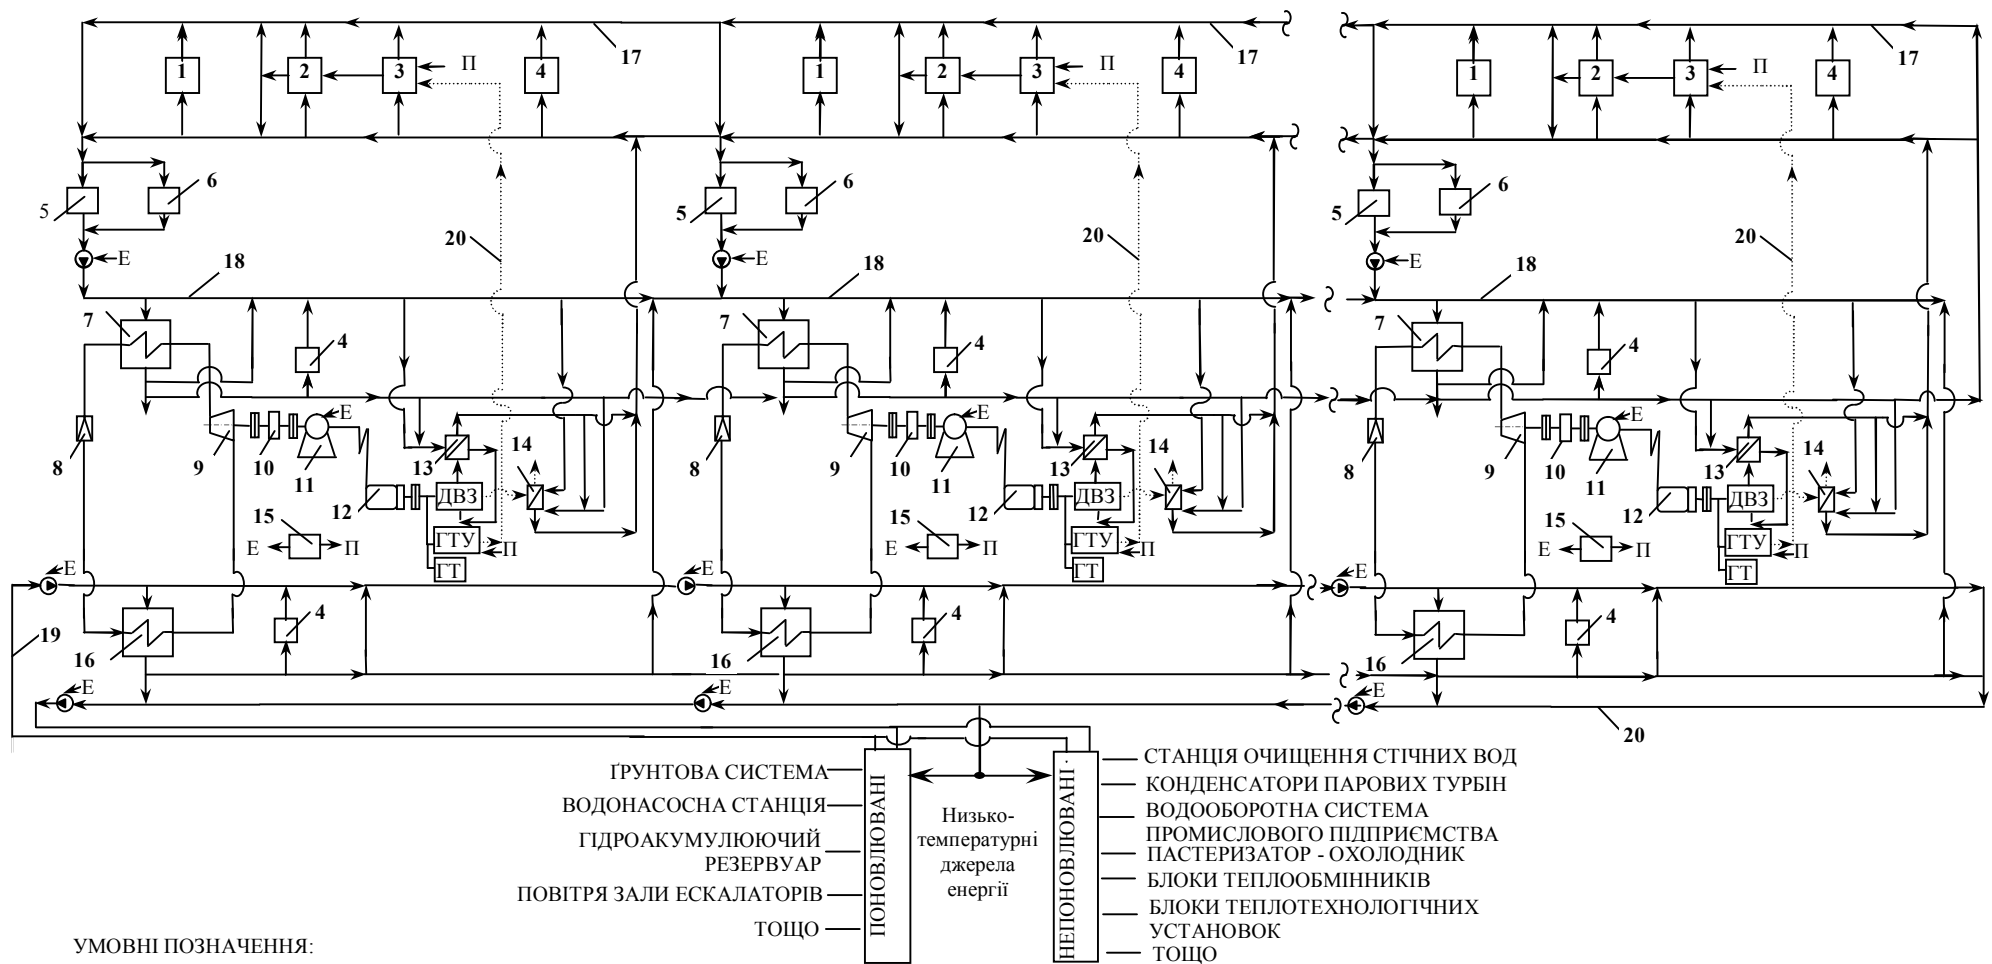 17 17 17
1 2 3 П 4 1 2 3 П 4 1 2 3 П 4
5 6 5 6 5 6
20 20 20
Е Е Е
18 18 18
7 4 7 4 7 4
Е Е Е
8 9 10 11 13 14 8 9 10 11 13 14 8 9 10 11 13 14
12 ДВЗ 12 ДВЗ 12 ДВЗ
15 15 15
Е П ГТУ П Е П ГТУ П Е П ГТУ П
ГТ ГТ ГТ
Е Е Е
19 4 4 4
16 16 16
Е Е Е
20
ПОНОВЛЮВАНІ
НЕПОНОВЛЮВАНІ
ҐРУНТОВА СИСТЕМА
ВОДОНАСОСНА СТАНЦІЯ
ГІДРОАКУМУЛЮЮЧИЙ
РЕЗЕРВУАР
ПОВІТРЯ ЗАЛИ ЕСКАЛАТОРІВ
ТОЩО
Низько-
температурні
джерела
енергії
СТАНЦІЯ ОЧИЩЕННЯ СТІЧНИХ ВОД
КОНДЕНСАТОРИ ПАРОВИХ ТУРБІН
ВОДООБОРОТНА СИСТЕМА
ПРОМИСЛОВОГО ПІДПРИЄМСТВА
ПАСТЕРИЗАТОР - ОХОЛОДНИК
БЛОКИ ТЕПЛООБМІННИКІВ
БЛОКИ ТЕПЛОТЕХНОЛОГІЧНИХ
УСТАНОВОК
ТОЩО
УМОВНІ ПОЗНАЧЕННЯ: